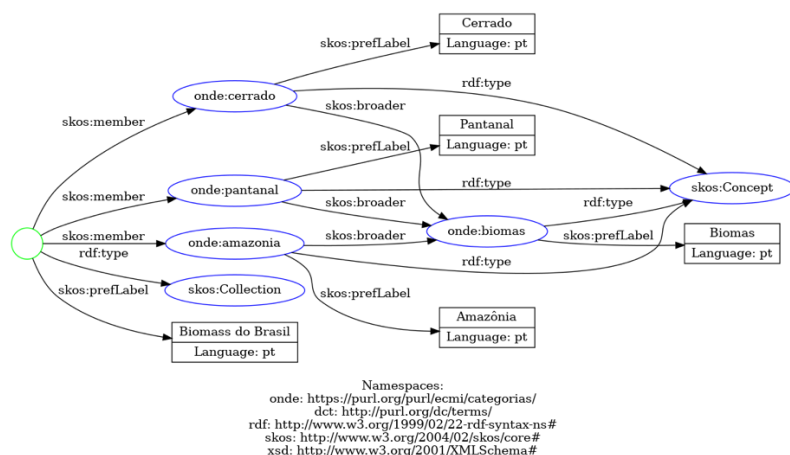 Cerrado
Language: pt
skos:prefLabel
rdf:type
onde:cerrado
skos:broader
skos:member
Pantanal
Language: pt
skos:prefLabel
skos:member
onde:pantanal
rdf:type
skos:Concept
skos:broader
rdf:type
skos:member
onde:amazonia
skos:broader
onde:biomas
skos:prefLabel
Biomas
Language: pt
rdf:type
rdf:type
skos:Collection
skos:prefLabel
skos:prefLabel
Amazônia
Language: pt
Biomass do Brasil
Language: pt
Namespaces:
onde: https://purl.org/purl/ecmi/categorias/
dct: http://purl.org/dc/terms/
rdf: http://www.w3.org/1999/02/22-rdf-syntax-ns#
skos: http://www.w3.org/2004/02/skos/core#
xsd: http://www.w3.org/2001/XMLSchema#